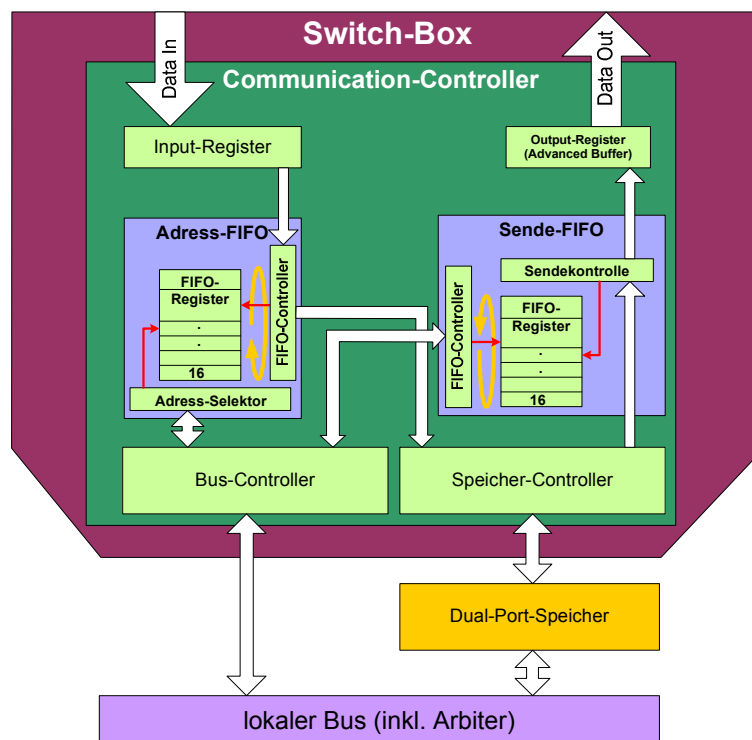 Switch-Box
Data In
Data Out
Communication-Controller
Input-Register
Output-Register
(Advanced Buffer)
Adress-FIFO
FIFO-
Register
.
.
16
FIFO-Controller
Adress-Selektor
Sende-FIFO
Sendekontrolle
FIFO-Controller
FIFO-
Register
.
.
16
Bus-Controller
Speicher-Controller
Dual-Port-Speicher
lokaler Bus (inkl. Arbiter)